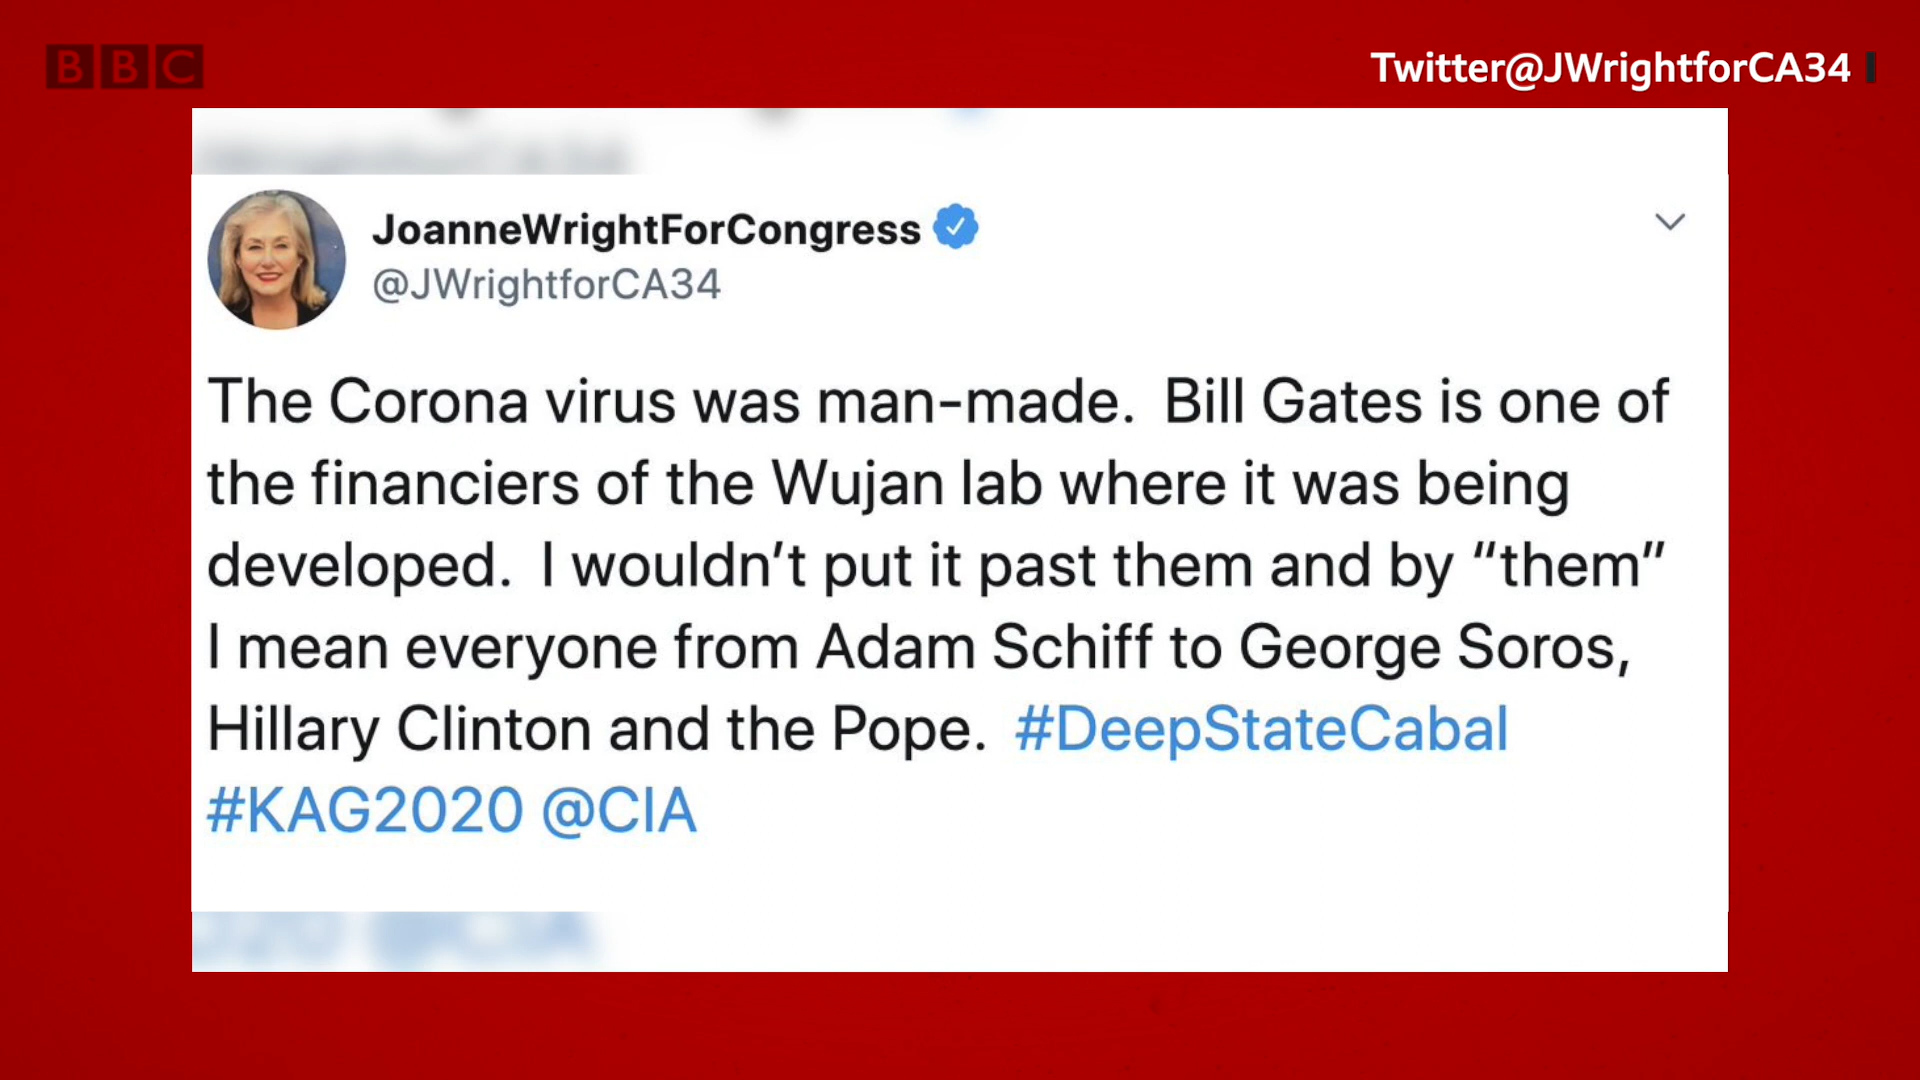 BBC
Twitter@JWrightforCA34
JoanneWrightForCongress
@JWrightforCA34
The Corona virus was man-made. Bill Gates is one of
the financiers of the Wujan lab where it was being
developed. I wouldn't put it past them and by “them”
I mean everyone from Adam Schiff to George Soros,
Hillary Clinton and the Pope. #DeepStateCabal
#KAG2020 @CIA